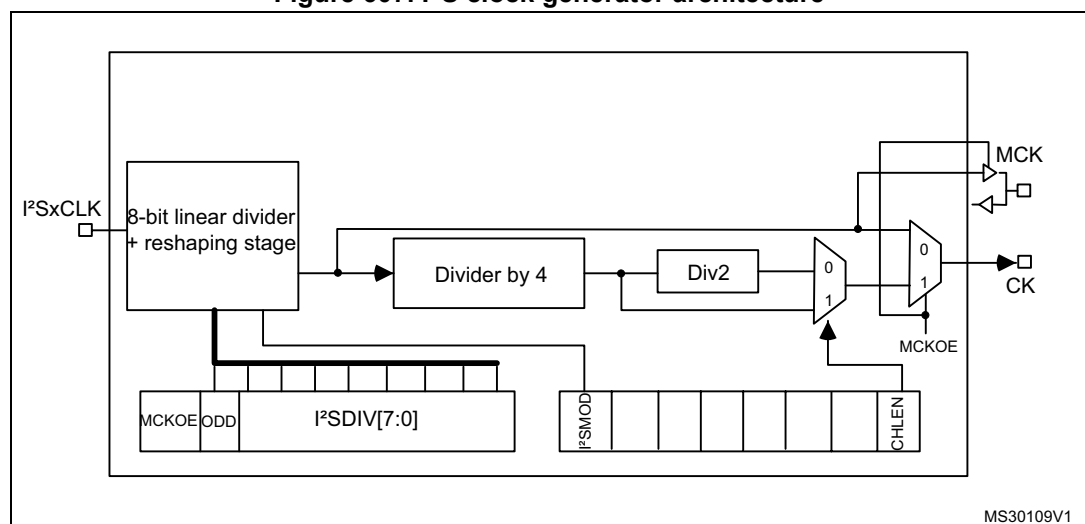 MCK
I²SxCLK
8-bit linear divider
+ reshaping stage
0
Divider by 4
Div2
0
1
1
CK
MCKOE
MCKOE
ODD
I²SDIV[7:0]
I²SMOD
CHLEN
MS30109V1